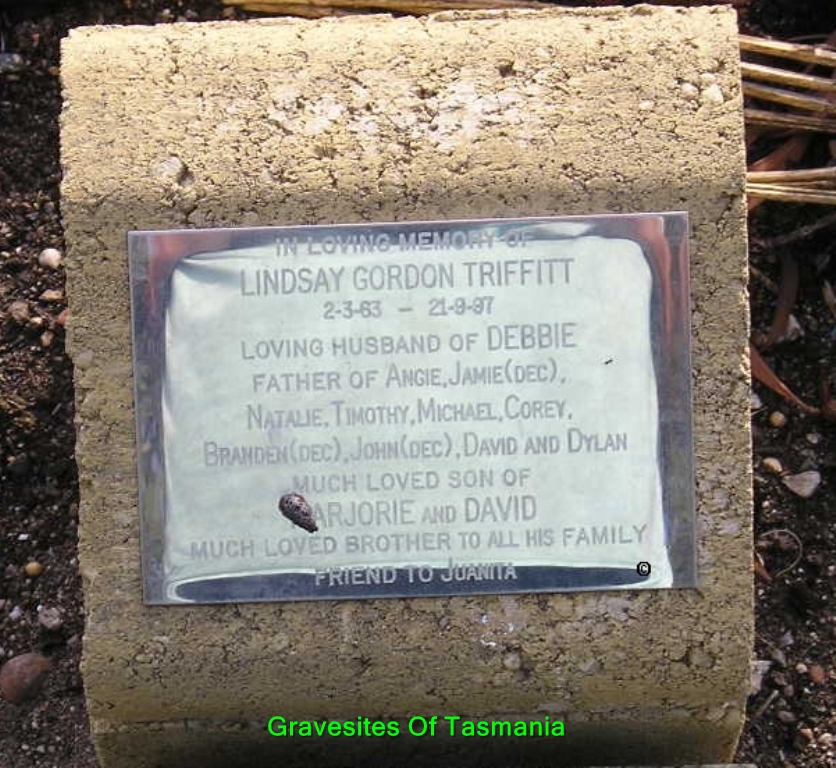 IN LOVING MEMORY OF
LINDSAY GORDON TRIFFITT
2-3-63 — 21-9-97
LOVING HUSBAND OF DEBBIE
FATHER OF ANGIE, JAMIE(DEC),
NATALIE, TIMOTHY, MICHAEL, COREY,
BRANDEN(DEC), JOHN(DEC), DAVID AND DYLAN
MUCH LOVED SON OF
ARJORIE AND DAVID
MUCH LOVED BROTHER TO ALL HIS FAMILY
FRIEND TO JUANITA
©
Gravesites Of Tasmania